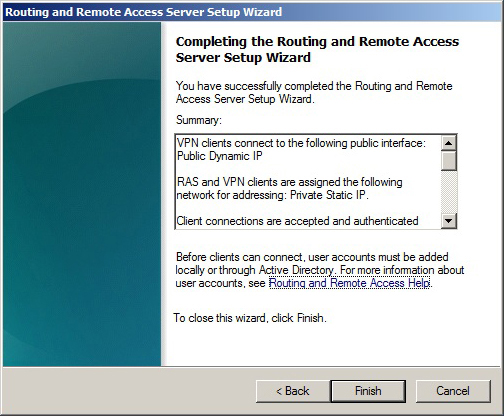 Routing and Remote Access Server Setup Wizard
Completing the Routing and Remote Access
Server Setup Wizard
You have successfully completed the Routing and Remote
Access Server Setup Wizard.
Summary:
VPN clients connect to the following public interface:
Public Dynamic IP
RAS and VPN clients are assigned the following
network for addressing: Private Static IP.
Client connections are accepted and authenticated
Before clients can connect, user accounts must be added
locally or through Active Directory. For more information about
user accounts, see Routing and Remote Access Help.
To close this wizard, click Finish.
< Back Finish Cancel